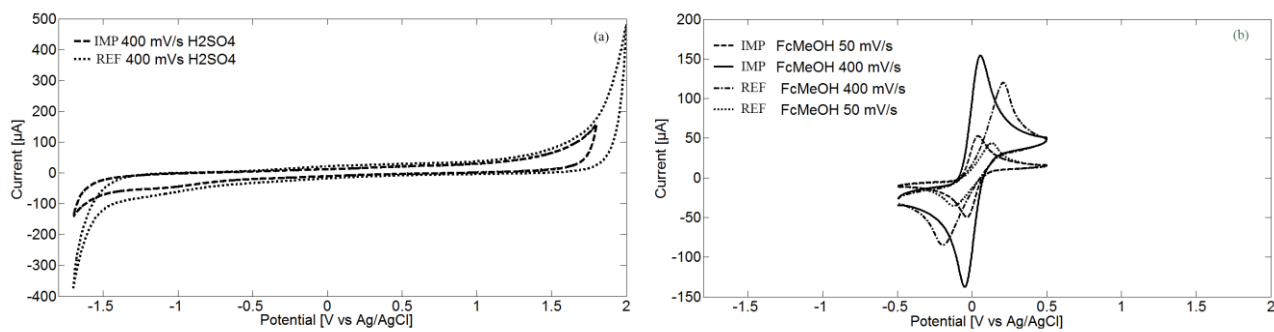 500
400
300
200
100
0
-100
-200
-300
-400
Current [µA]
IMP 400 mV/s H2SO4
REF 400 mVs H2SO4
(a)
-1.5 -1 -0.5 0 0.5 1 1.5 2
Potential [V vs Ag/AgCl]
200
150
100
50
0
-50
-100
-150
Current [µA]
IMP FcMeOH 50 mV/s
IMP FcMeOH 400 mV/s
REF FcMeOH 400 mV/s
REF FcMeOH 50 mV/s
(b)
-1.5 -1 -0.5 0 0.5 1 1.5 2
Potential [V vs Ag/AgCl]